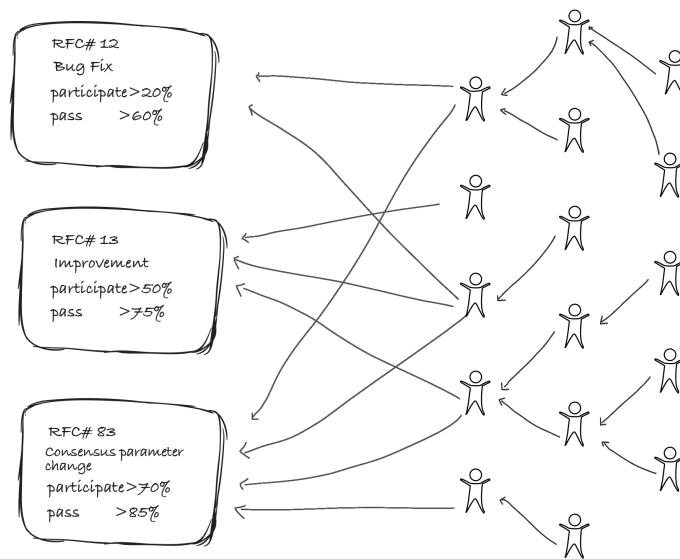 RFC# 12
Bug Fix
participate>20%
pass >60%
RFC# 13
Improvement
participate>50%
pass >75%
RFC# 83
Consensus parameter
change
participate>70%
pass >85%